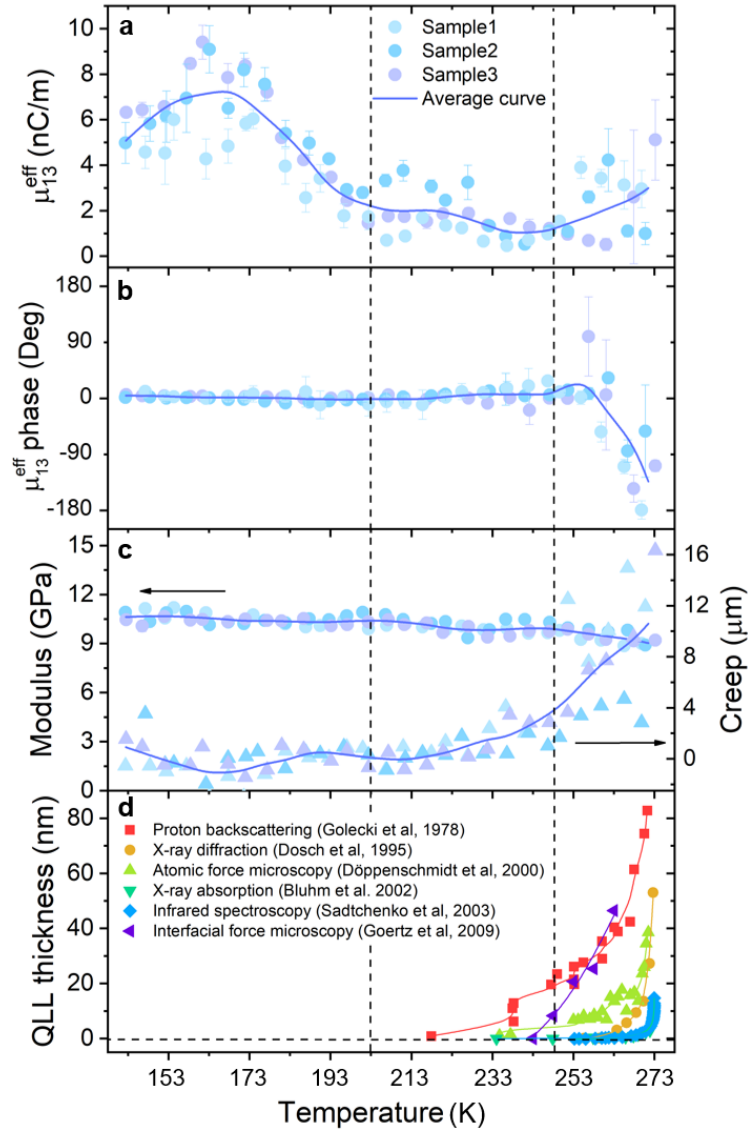 a
Sample1
Sample2
Sample3
Average curve
μ₁₃ᵉᶠᶠ (nC/m)
10
8
6
4
2
0
b
μ₁₃ᵉᶠᶠ phase (Deg)
180
90
0
-90
-180
c
Modulus (GPa)
15
12
9
6
3
0
Creep (μm)
16
12
8
4
0
d
QLL thickness (nm)
80
60
40
20
0
Proton backscattering (Golecki et al, 1978)
X-ray diffraction (Dosch et al, 1995)
Atomic force microscopy (Döppenschmidt et al, 2000)
X-ray absorption (Bluhm et al. 2002)
Infrared spectroscopy (Sadtchenko et al, 2003)
Interfacial force microscopy (Goertz et al, 2009)
153 173 193 213 233 253 273
Temperature (K)